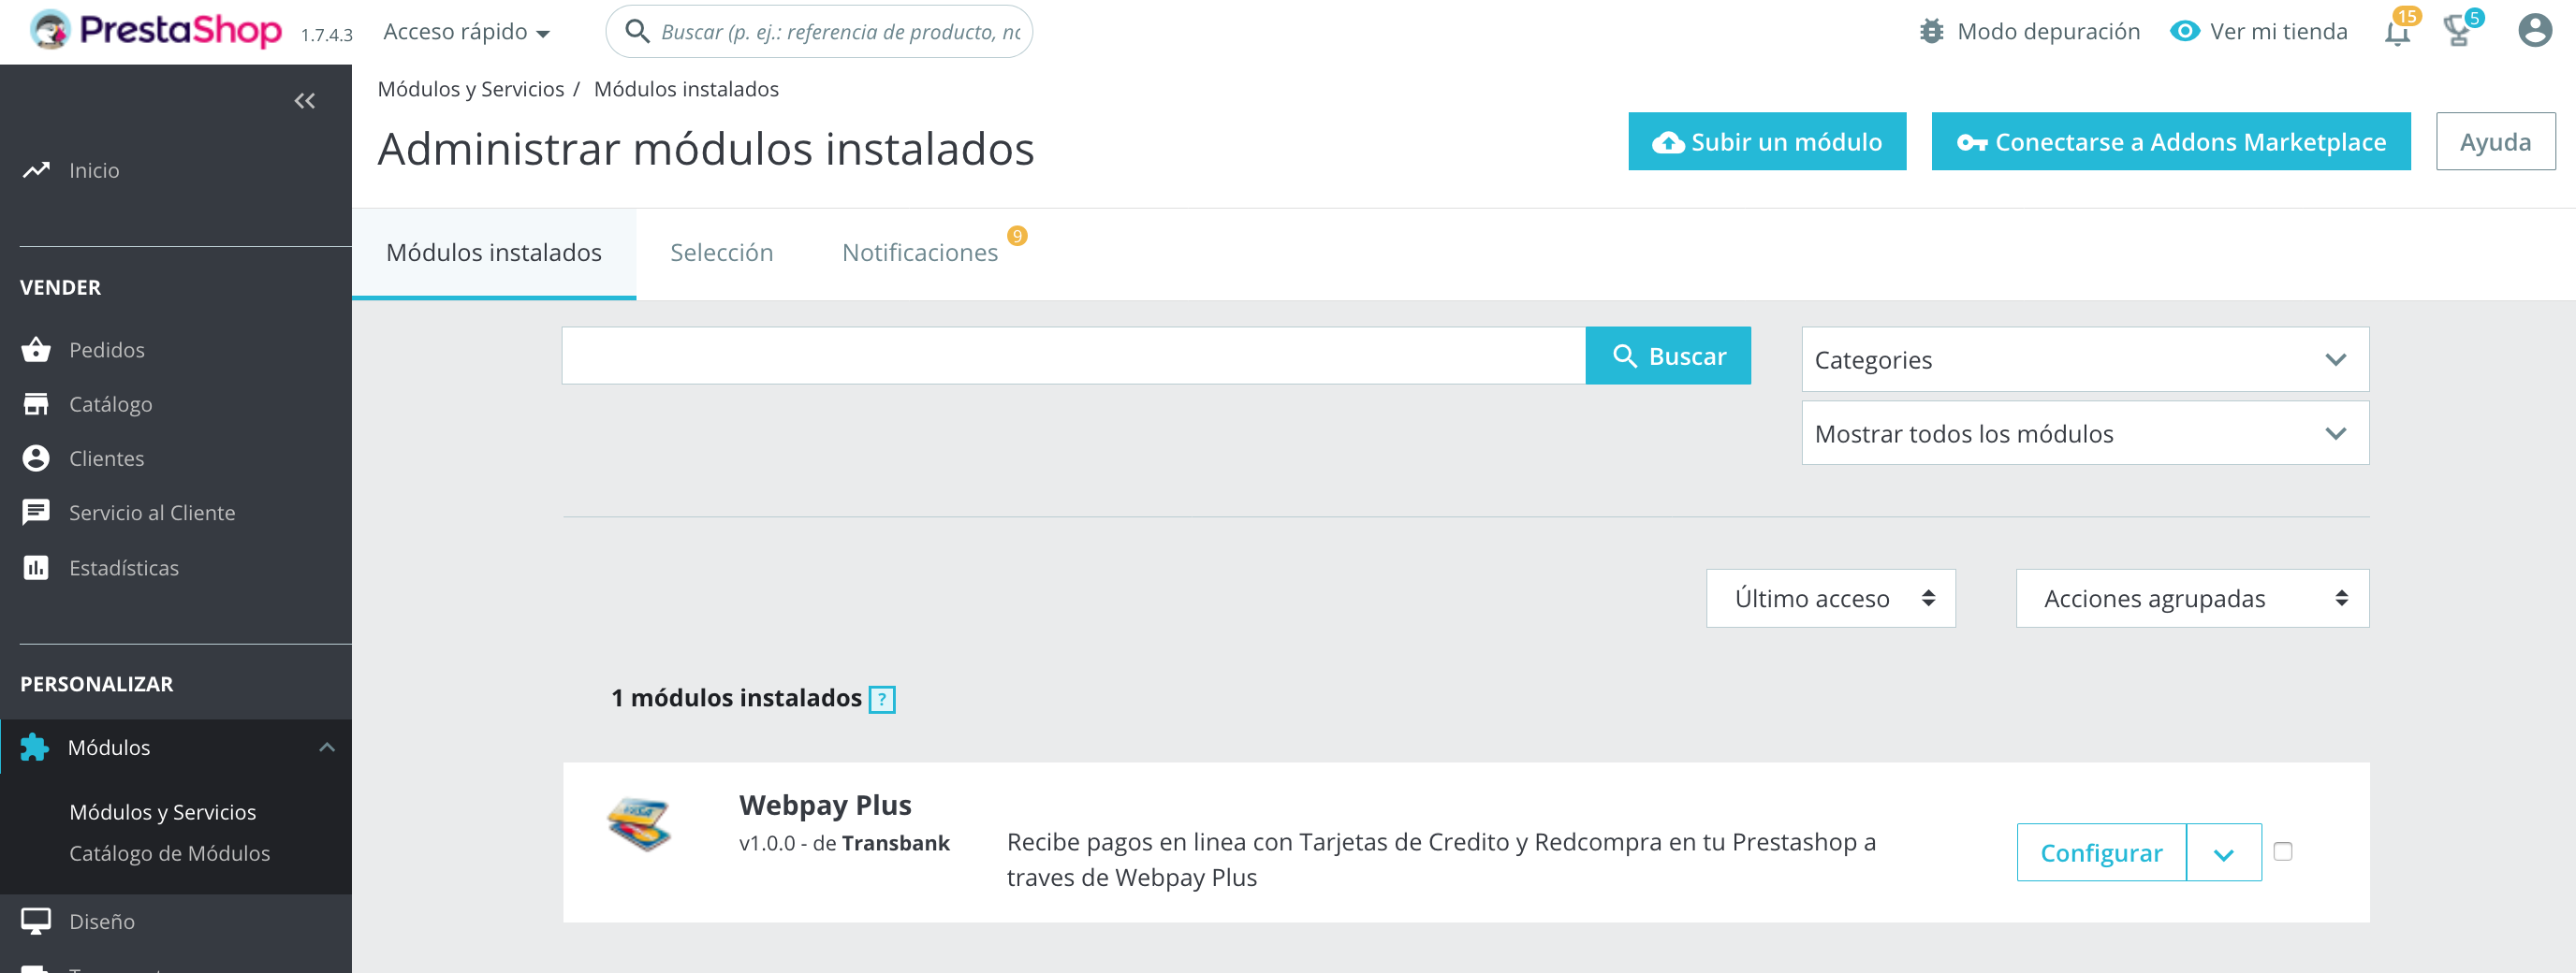 PrestaShop 1.7.4.3 Acceso rápido Buscar (p. ej.: referencia de producto, nc Modo depuración Ver mi tienda 15 5
Módulos y Servicios / Módulos instalados
Administrar módulos instalados Subir un módulo Conectarse a Addons Marketplace Ayuda
Inicio
Módulos instalados Selección Notificaciones 9
VENDER
Pedidos
Catálogo
Clientes
Servicio al Cliente
Estadísticas
Buscar
Categories
Mostrar todos los módulos
Último acceso Acciones agrupadas
1 módulos instalados ?
PERSONALIZAR
Módulos
Módulos y Servicios
Catálogo de Módulos
Diseño
Webpay Plus
v1.0.0 - de Transbank
Recibe pagos en linea con Tarjetas de Credito y Redcompra en tu Prestashop a
traves de Webpay Plus
Configurar